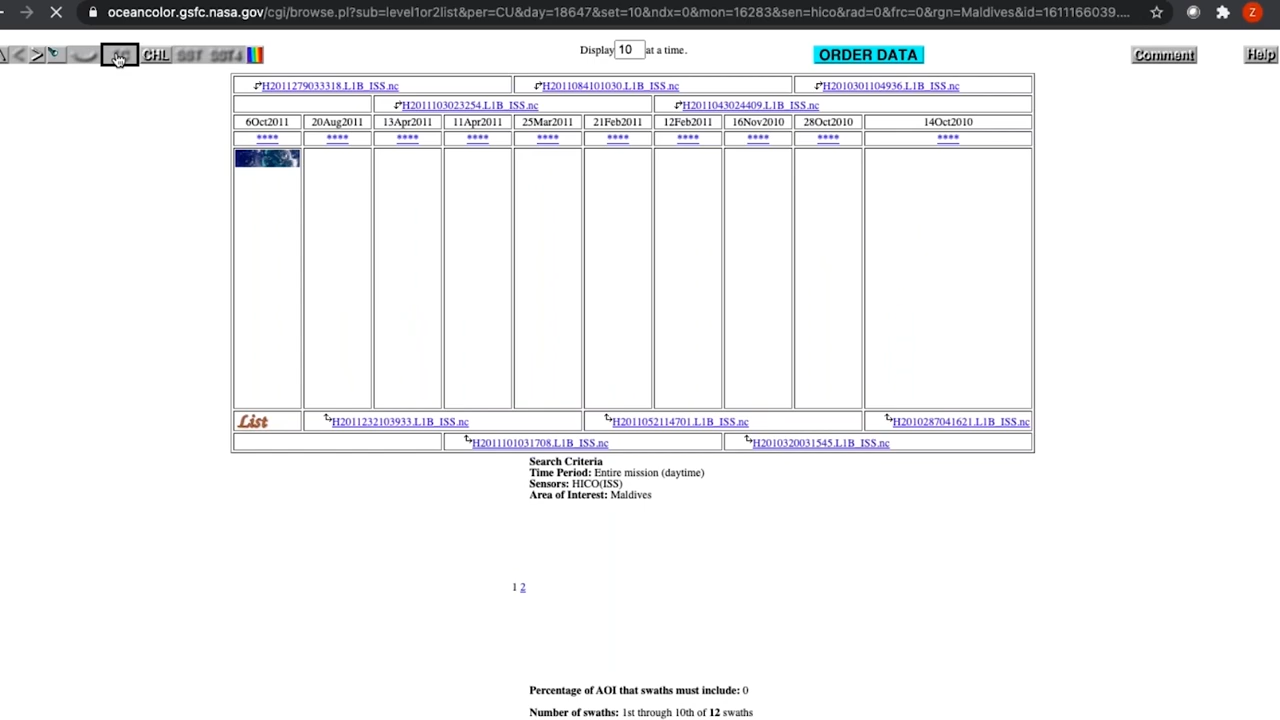 oceancolor.gsfc.nasa.gov/cgi/browse.pl?sub=level1or2list&per=CU&day=18647&set=10&ndx=0&mon=16283&sen=hico&rad=0&frc=0&rgn=Maldives&id=1611166039....
Z
< > CHL SST SST4 Display 10 at a time. ORDER DATA Comment Help
H2011279033318.L1B_ISS.nc H2011084101030.L1B_ISS.nc H2010301104936.L1B_ISS.nc
H2011103023254.L1B_ISS.nc H2011043024409.L1B_ISS.nc
6Oct2011 20Aug2011 13Apr2011 11Apr2011 25Mar2011 21Feb2011 12Feb2011 16Nov2010 28Oct2010 14Oct2010
**** **** **** **** **** **** **** **** **** ****
List H2011232103933.L1B_ISS.nc H2011052114701.L1B_ISS.nc H2010287041621.L1B_ISS.nc
H2011101031708.L1B_ISS.nc H2010320031545.L1B_ISS.nc
Search Criteria
Time Period: Entire mission (daytime)
Sensors: HICO(ISS)
Area of Interest: Maldives
1 2
Percentage of AOI that swaths must include: 0
Number of swaths: 1st through 10th of 12 swaths